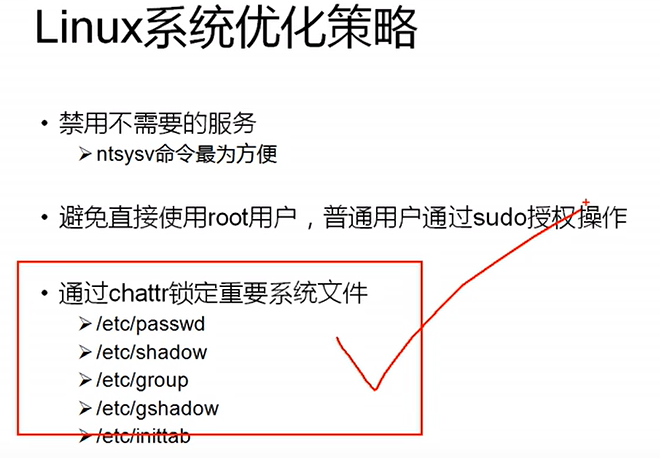 Linux系统优化策略
• 禁用不需要的服务
➢ntsysv命令最为方便
• 避免直接使用root用户，普通用户通过sudo授权操作
• 通过chattr锁定重要系统文件
➢/etc/passwd
➢/etc/shadow
➢/etc/group
➢/etc/gshadow
➢/etc/inittab